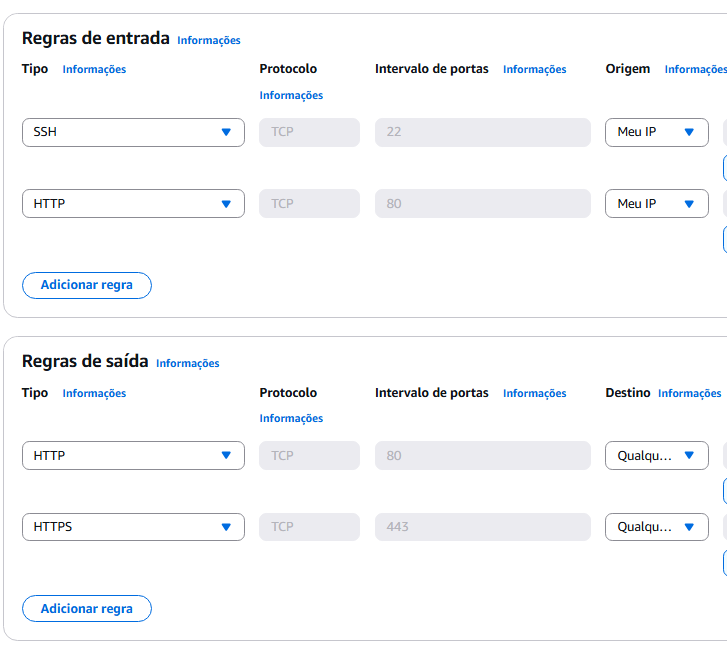 Regras de entrada Informações
Tipo Informações Protocolo Intervalo de portas Informações Origem Informações
Informações
SSH TCP 22 Meu IP
HTTP TCP 80 Meu IP
Adicionar regra
Regras de saída Informações
Tipo Informações Protocolo Intervalo de portas Informações Destino Informações
Informações
HTTP TCP 80 Qualqu...
HTTPS TCP 443 Qualqu...
Adicionar regra